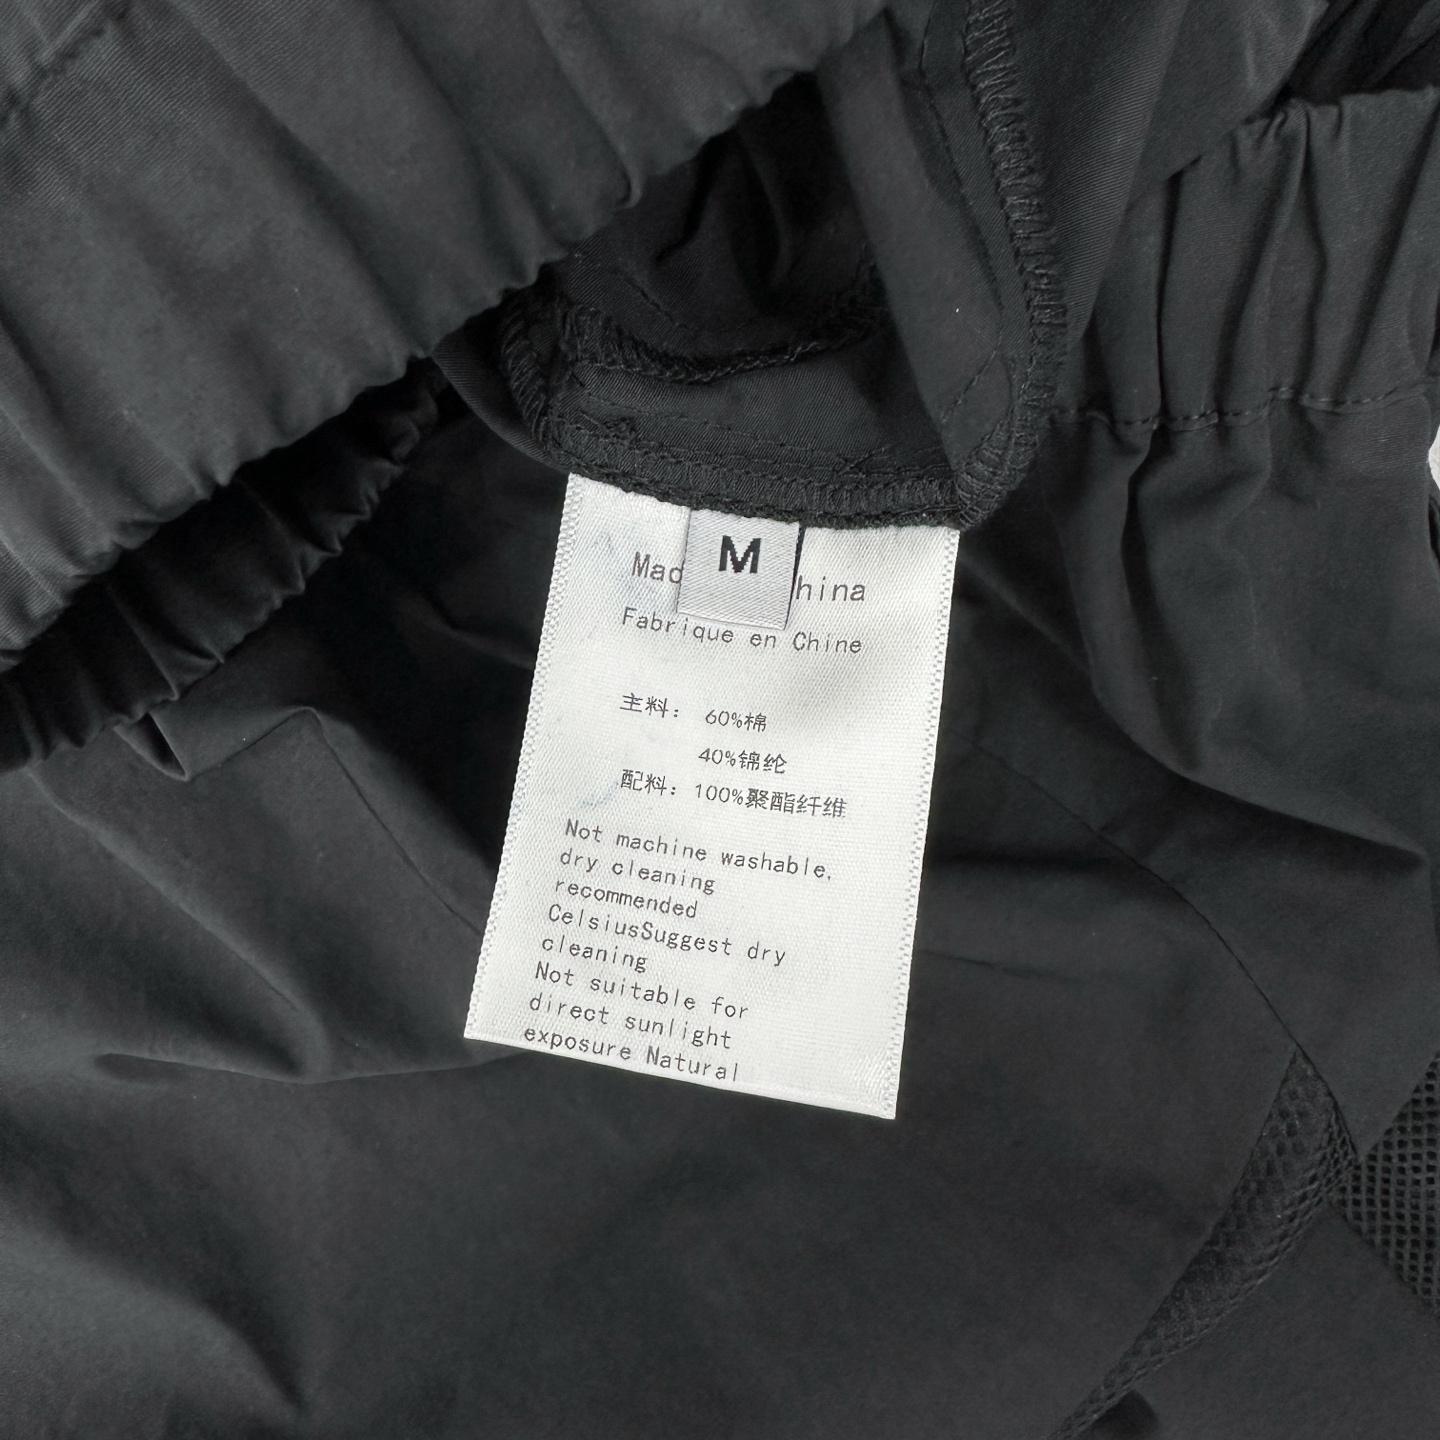 M
Mad hina
Fabrique en Chine
主料: 60%棉
40%锦纶
配料: 100%聚酯纤维
Not machine washable,
dry cleaning
recommended
CelsiusSuggest dry
cleaning
Not suitable for
direct sunlight
exposure Natural